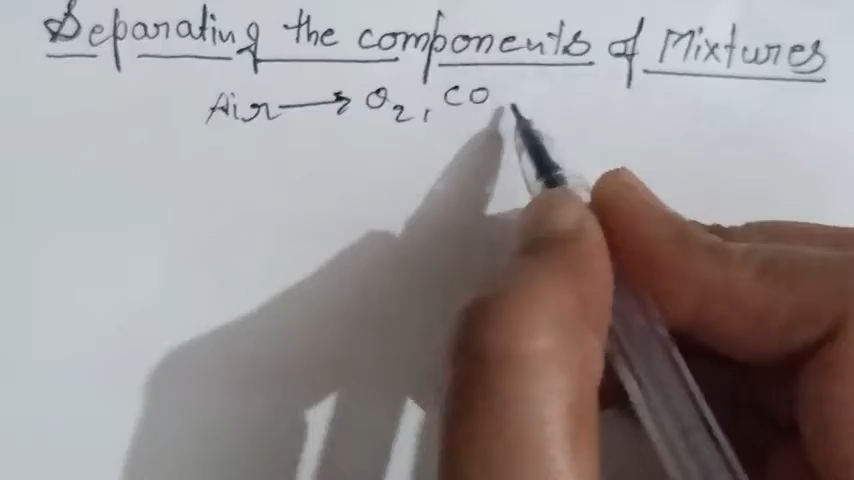 Separating the components of Mixtures
Air → O₂, CO